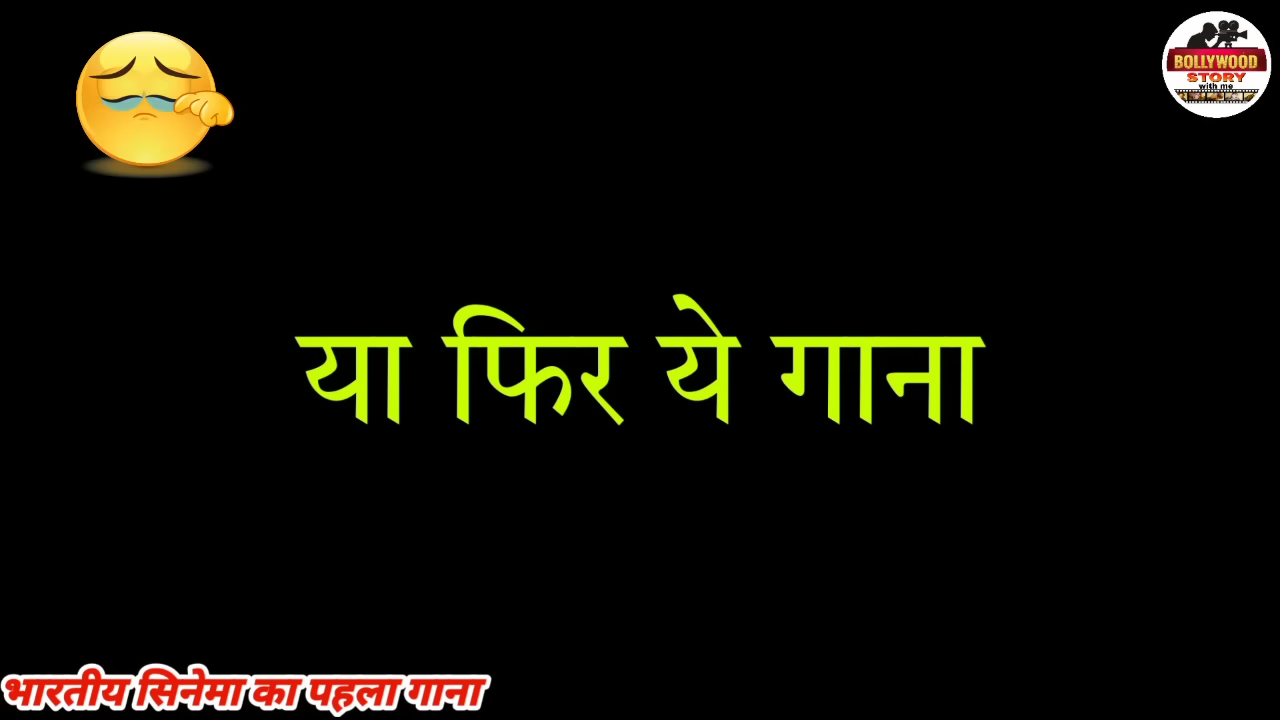 BOLLYWOOD
STORY
with me
या फिर ये गाना
भारतीय सिनेमा का पहला गाना